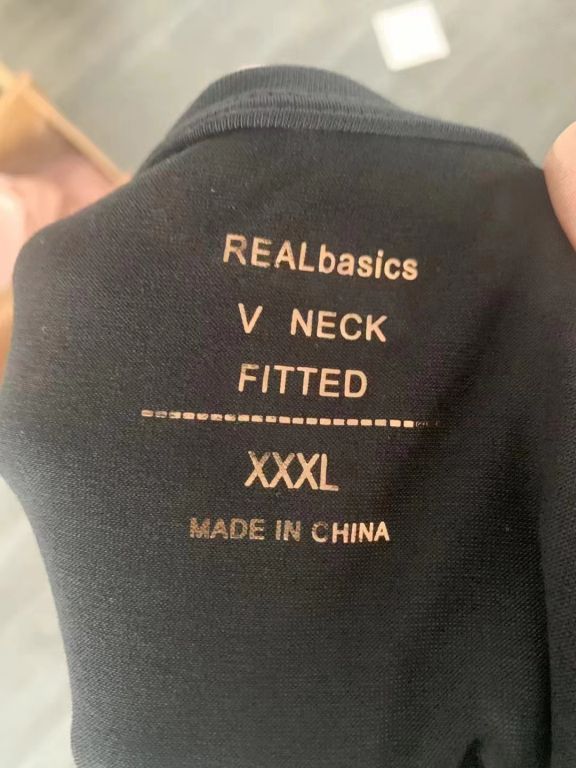 REALbasics
V NECK
FITTED
XXXL
MADE IN CHINA